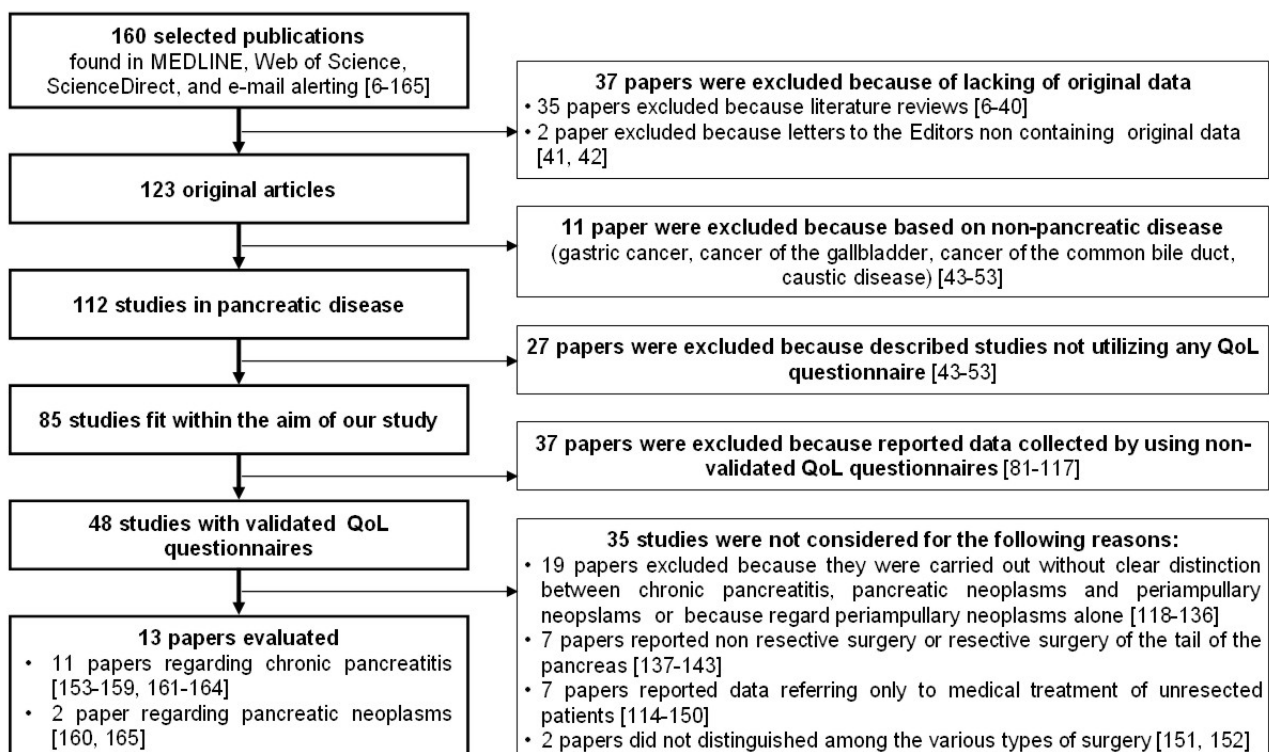 160 selected publications
found in MEDLINE, Web of Science,
ScienceDirect, and e-mail alerting [6-165]
37 papers were excluded because of lacking of original data
• 35 papers excluded because literature reviews [6-40]
• 2 paper excluded because letters to the Editors non containing original data
[41, 42]
123 original articles
11 paper were excluded because based on non-pancreatic disease
(gastric cancer, cancer of the gallbladder, cancer of the common bile duct,
caustic disease) [43-53]
112 studies in pancreatic disease
27 papers were excluded because described studies not utilizing any QoL
questionnaire [43-53]
85 studies fit within the aim of our study
37 papers were excluded because reported data collected by using non-
validated QoL questionnaires [81-117]
48 studies with validated QoL
questionnaires
35 studies were not considered for the following reasons:
• 19 papers excluded because they were carried out without clear distinction
between chronic pancreatitis, pancreatic neoplasms and periampullary
neopslams or because regard periampullary neoplasms alone [118-136]
• 7 papers reported non resective surgery or resective surgery of the tail of the
pancreas [137-143]
• 7 papers reported data referring only to medical treatment of unresected
patients [114-150]
• 2 papers did not distinguished among the various types of surgery [151, 152]
13 papers evaluated
• 11 papers regarding chronic pancreatitis
[153-159, 161-164]
• 2 paper regarding pancreatic neoplasms
[160, 165]